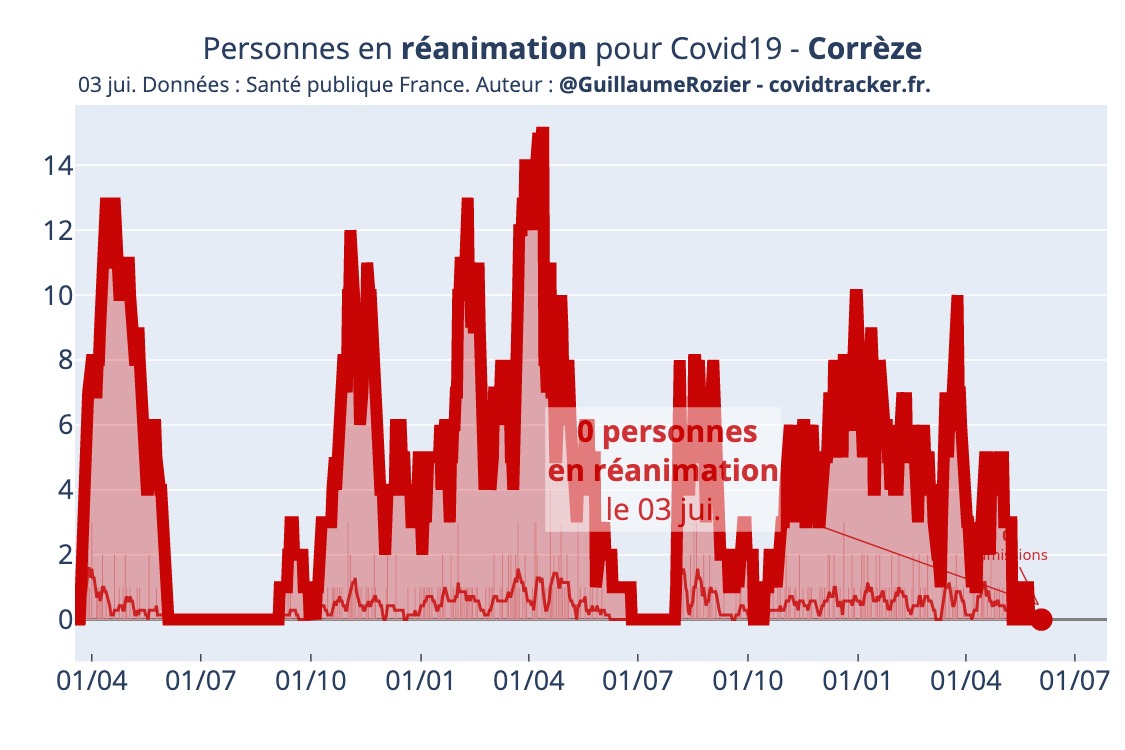 Personnes en réanimation pour Covid19 - Corrèze
03 jui. Données : Santé publique France. Auteur : @GuillaumeRozier - covidtracker.fr.
14
12
10
8
6
4
2
0
0 personnes
en réanimation
le 03 jui.
01/04 01/07 01/10 01/01 01/04 01/07 01/10 01/01 01/04 01/07